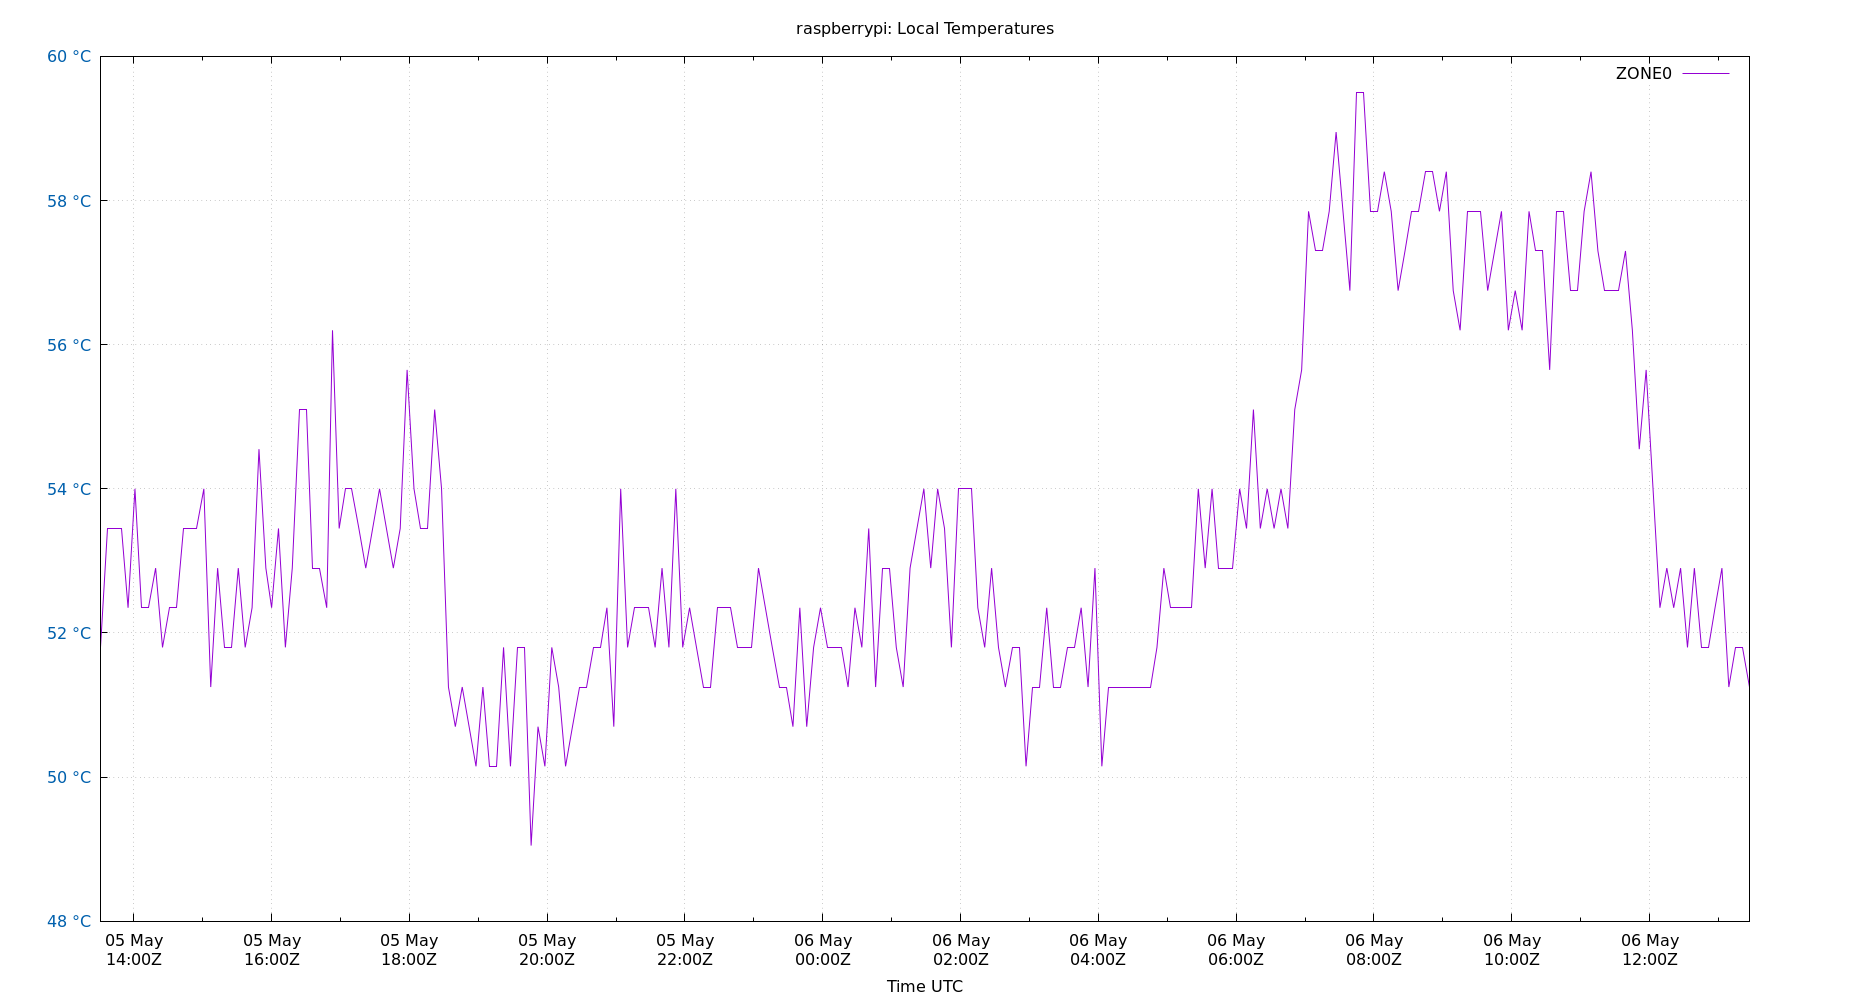 raspberrypi: Local Temperatures
60 °C
ZONE0
58 °C
56 °C
54 °C
52 °C
50 °C
48 °C
05 May 05 May 05 May 05 May 05 May 06 May 06 May 06 May 06 May 06 May 06 May 06 May
14:00Z 16:00Z 18:00Z 20:00Z 22:00Z 00:00Z 02:00Z 04:00Z 06:00Z 08:00Z 10:00Z 12:00Z
Time UTC